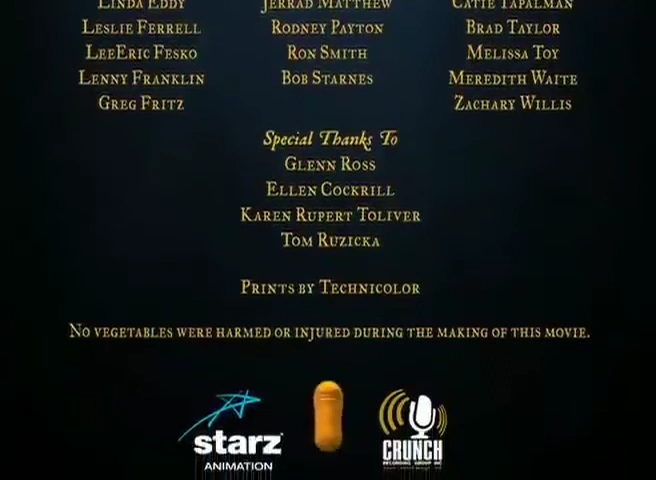 Linda Eddy Jerrad Matthew Catie Tapalman
Leslie Ferrell Rodney Payton Brad Taylor
LeeEric Fesko Ron Smith Melissa Toy
Lenny Franklin Bob Starnes Meredith Waite
Greg Fritz Zachary Willis
Special Thanks To
Glenn Ross
Ellen Cockrill
Karen Rupert Toliver
Tom Ruzicka
Prints by Technicolor
No vegetables were harmed or injured during the making of this movie.
starz
ANIMATION
CRUNCH
RECORDING GROUP INC